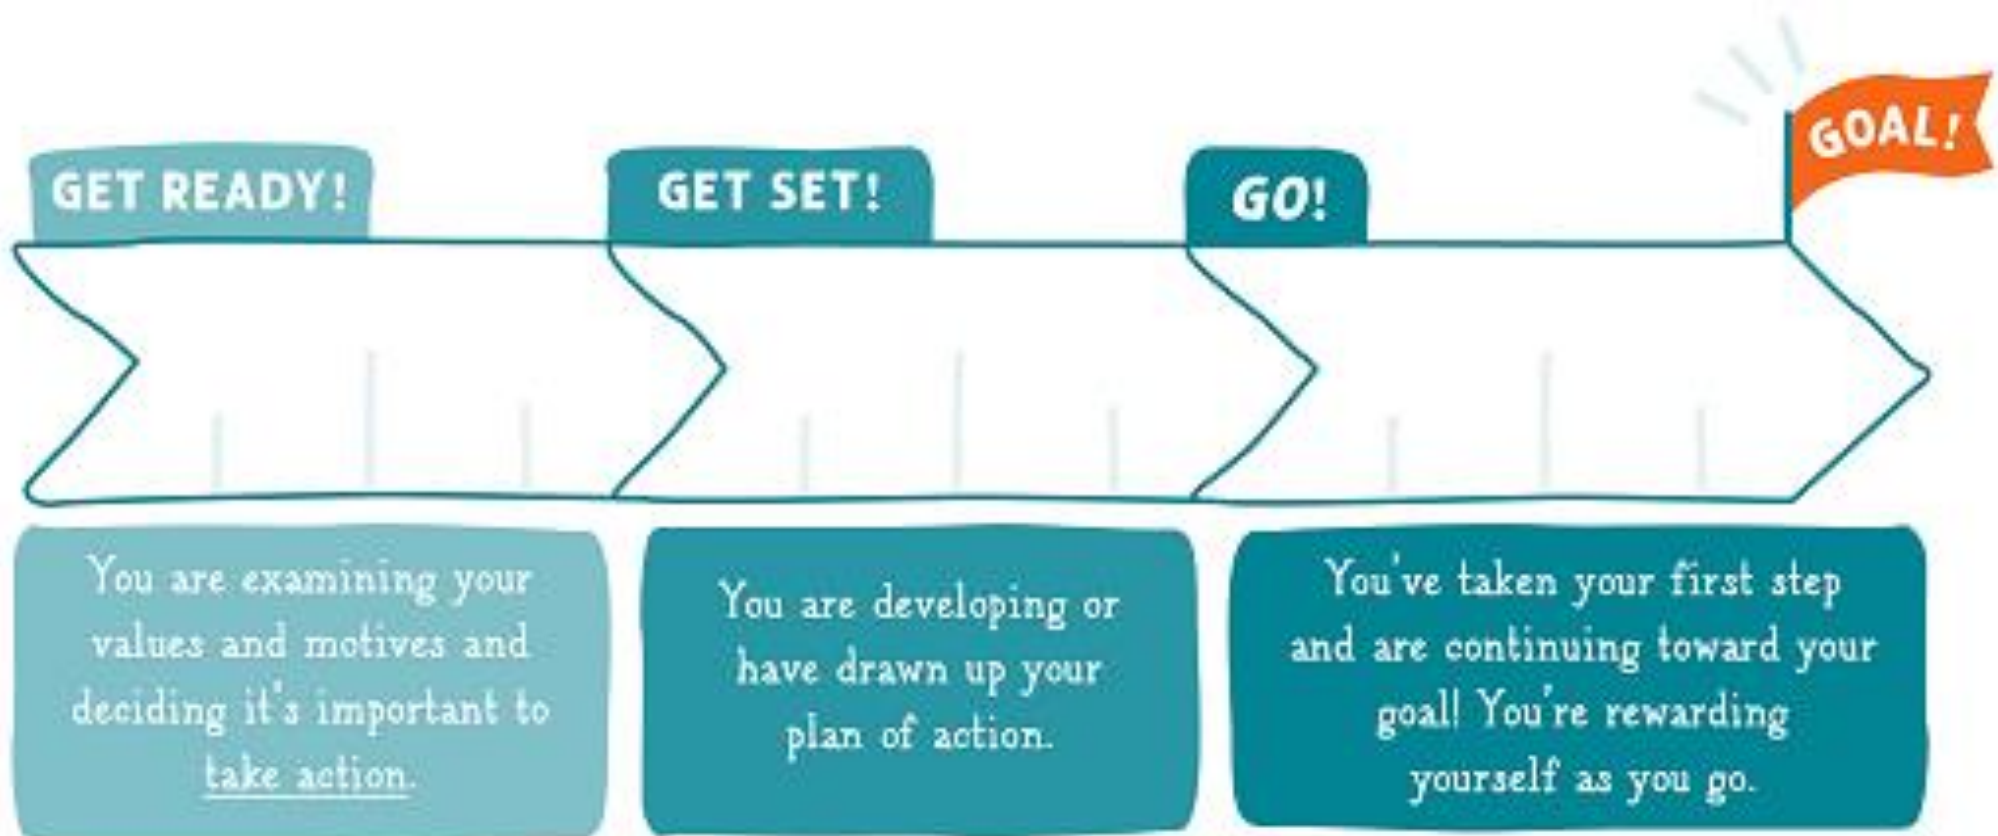 GET READY!
GET SET!
GO!
GOAL!
You are examining your
values and motives and
deciding it's important to
take action.
You are developing or
have drawn up your
plan of action.
You've taken your first step
and are continuing toward your
goal! You're rewarding
yourself as you go.